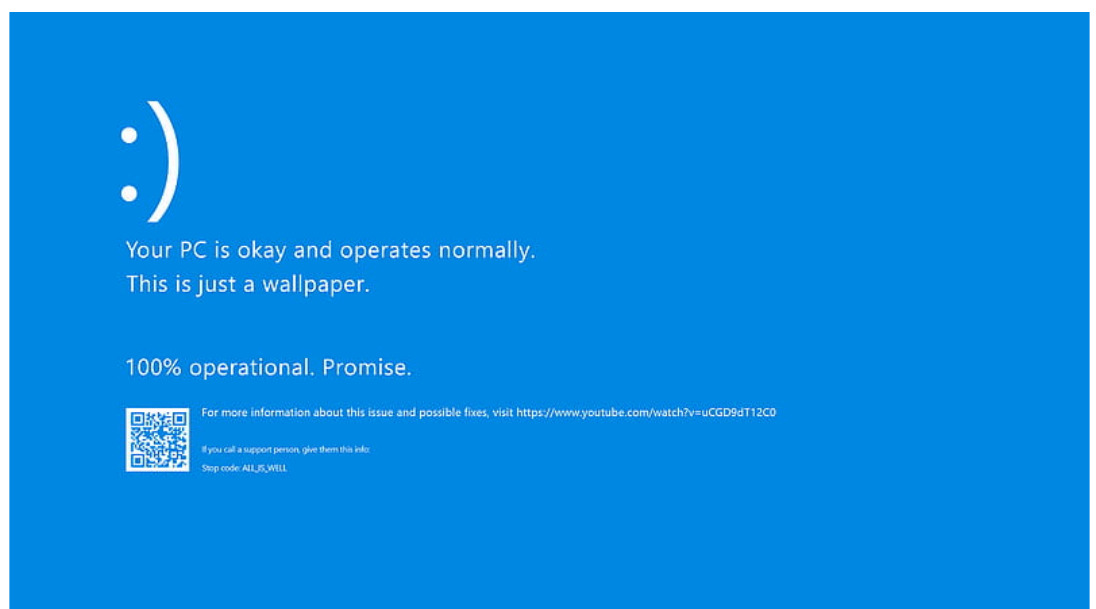 :)
Your PC is okay and operates normally.
This is just a wallpaper.
100% operational. Promise.
For more information about this issue and possible fixes, visit https://www.youtube.com/watch?v=uCGD9dT12C0
If you call a support person, give them this info:
Stop code: ALL_IS_WELL